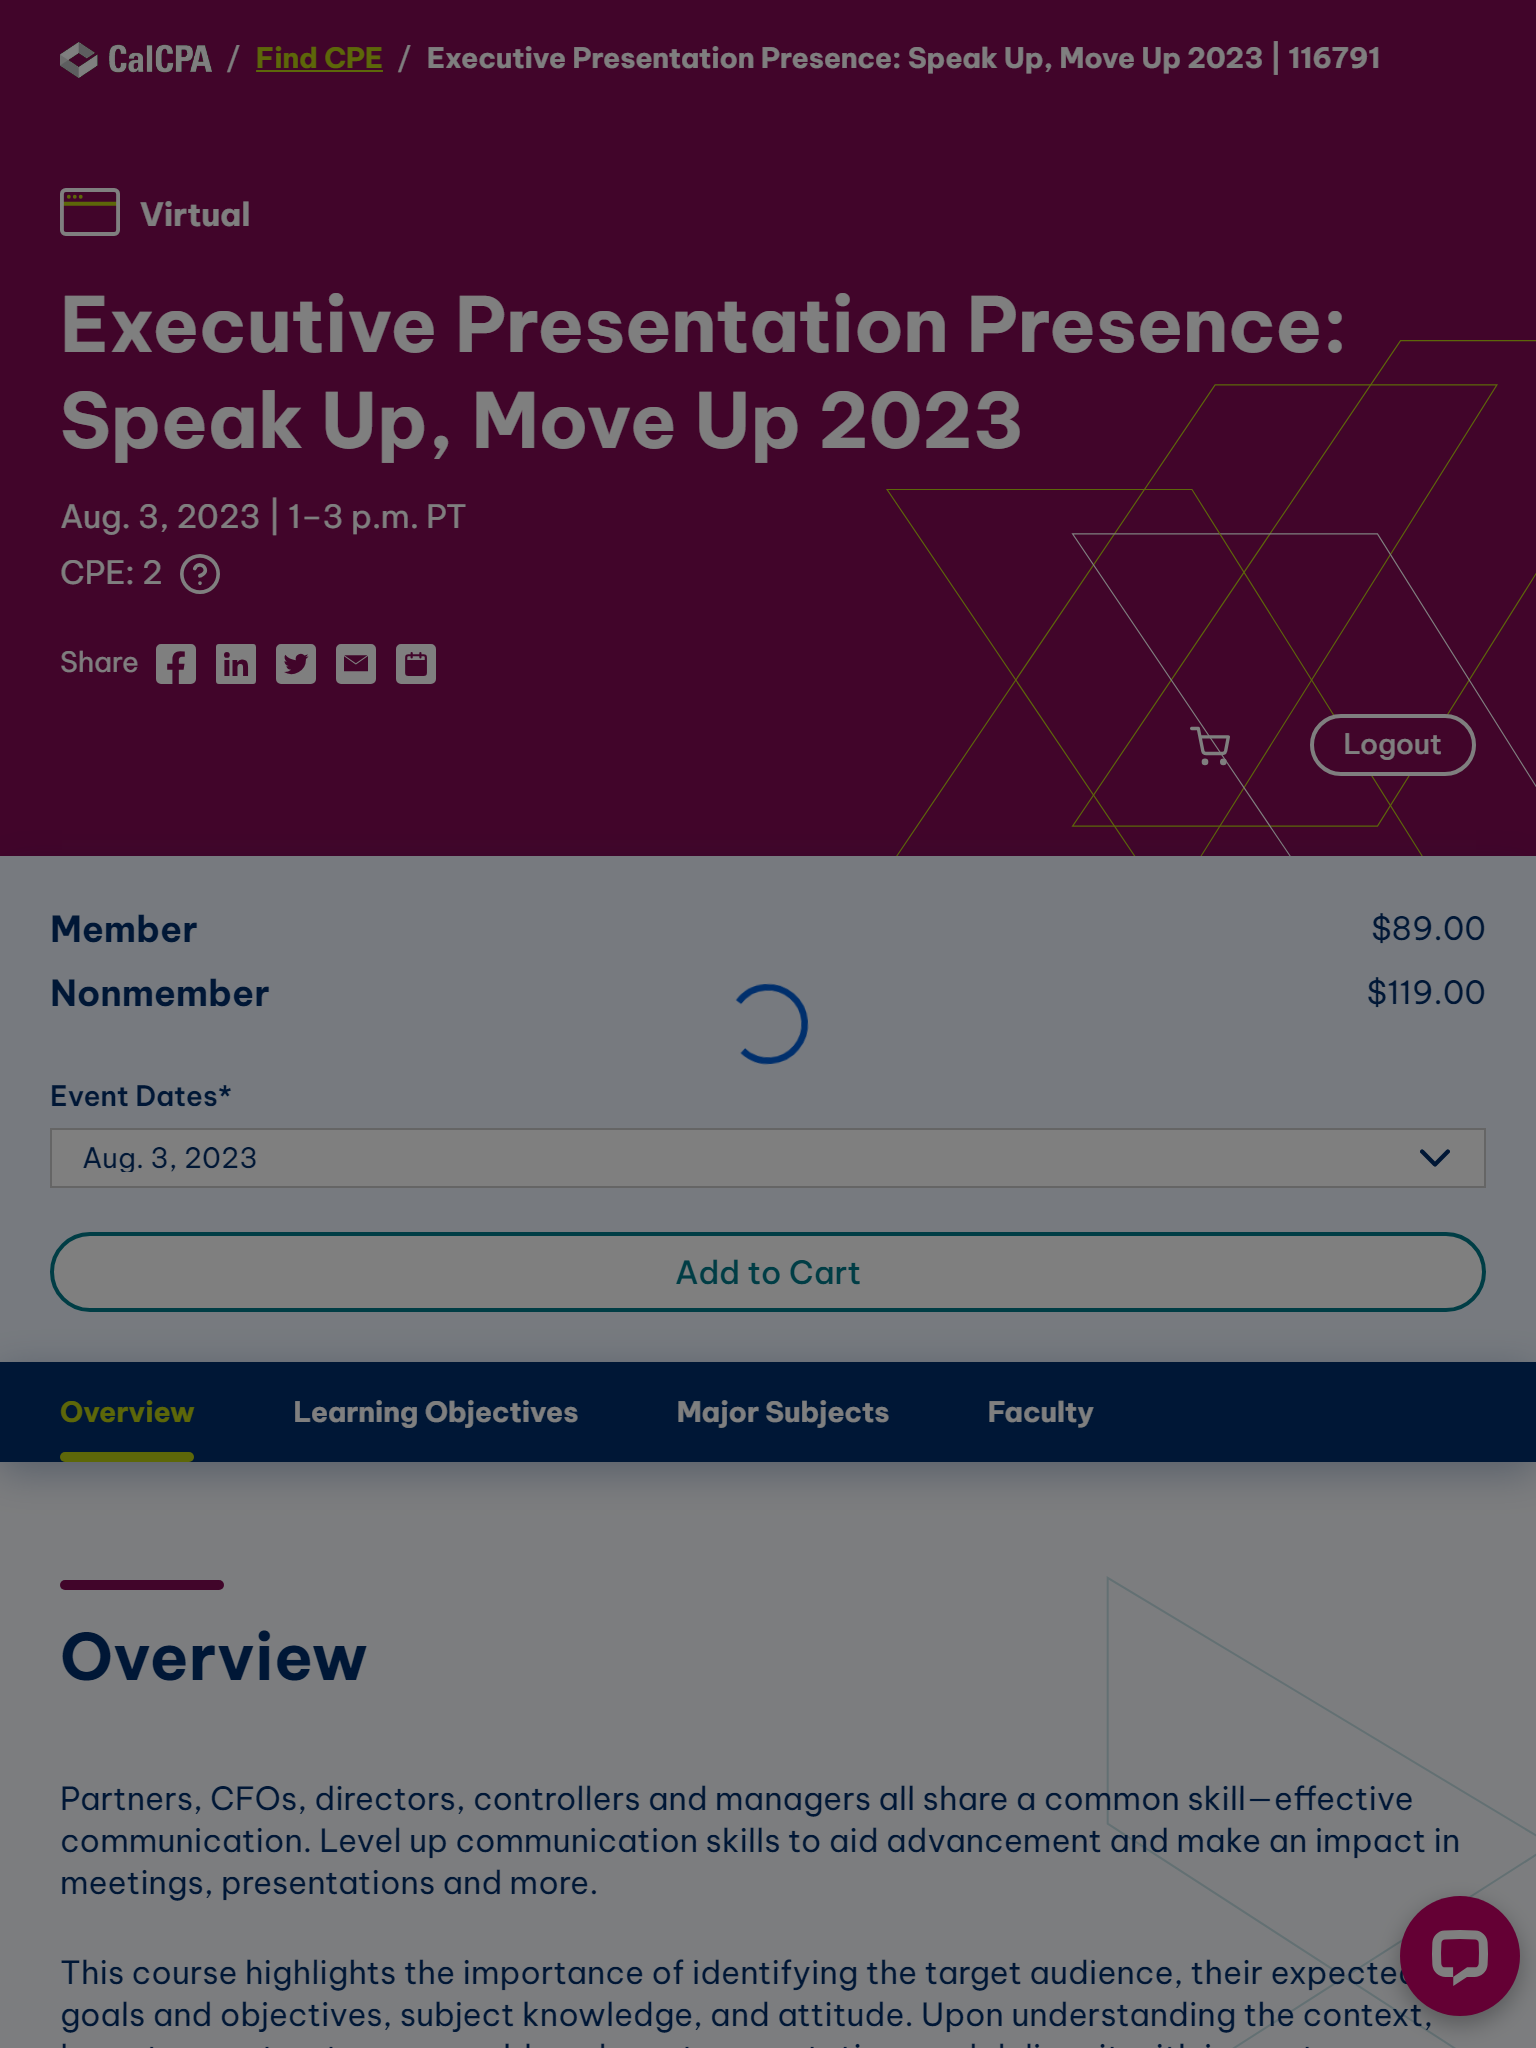 CalCPA / Find CPE / Executive Presentation Presence: Speak Up, Move Up 2023 | 116791
Virtual
Executive Presentation Presence:
Speak Up, Move Up 2023
Aug. 3, 2023 | 1–3 p.m. PT
CPE: 2 ?
Share
Logout
Member $89.00
Nonmember $119.00
Event Dates*
Aug. 3, 2023
Add to Cart
Overview Learning Objectives Major Subjects Faculty
Overview
Partners, CFOs, directors, controllers and managers all share a common skill—effective
communication. Level up communication skills to aid advancement and make an impact in
meetings, presentations and more.
This course highlights the importance of identifying the target audience, their expected
goals and objectives, subject knowledge, and attitude. Upon understanding the context,